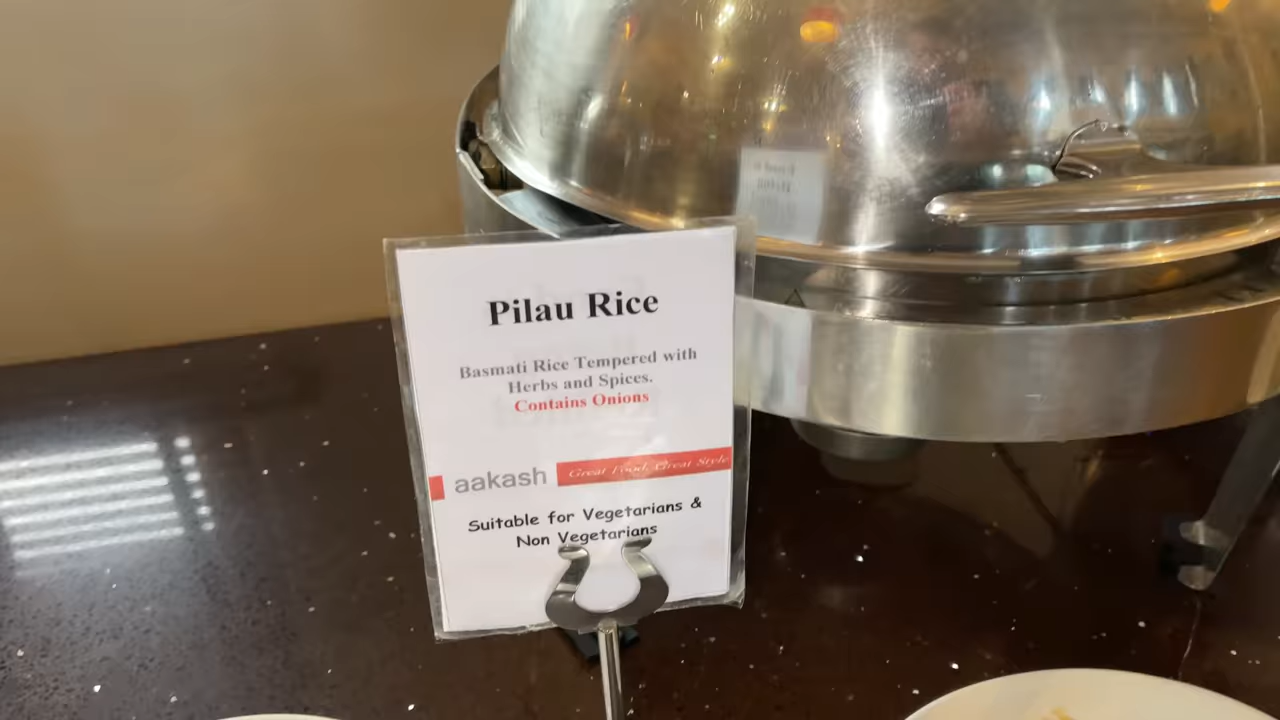 Pilau Rice
Basmati Rice Tempered with
Herbs and Spices.
Contains Onions
aakash Great Food, Great Style
Suitable for Vegetarians &
Non Vegetarians